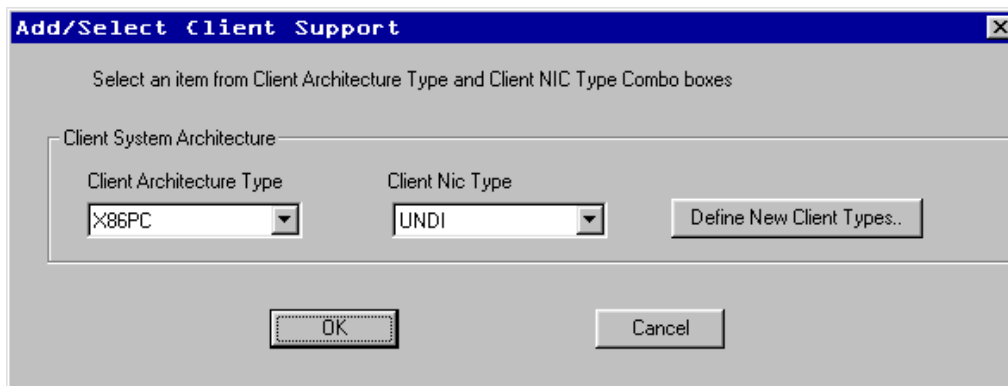 Add/Select Client Support
Select an item from Client Architecture Type and Client NIC Type Combo boxes
Client System Architecture
Client Architecture Type Client Nic Type
X86PC UNDI Define New Client Types..
OK Cancel